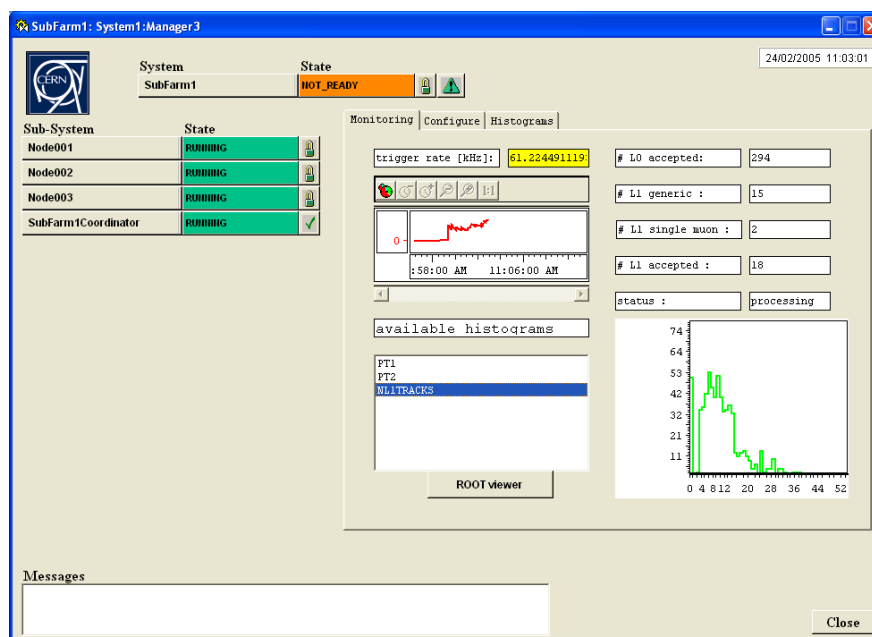 SubFarm1: System1:Manager3
24/02/2005 11:03:01
CERN
System State
SubFarm1 NOT_READY
Sub-System State
Node001 RUNNING
Node002 RUNNING
Node003 RUNNING
SubFarm1Coordinator RUNNING
Monitoring Configure Histograms
trigger rate [kHz]: 61.224491119
1:1
0
:58:00 AM 11:06:00 AM
available histograms
PT1
PT2
NL1TRACKS
ROOT viewer
# L0 accepted: 294
# L1 generic : 15
# L1 single muon : 2
# L1 accepted : 18
status : processing
74
64
53
42
32
21
11
0 4 8 12 20 28 36 44 52
Messages
Close